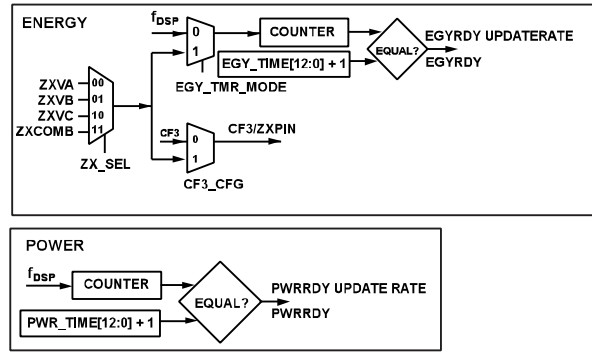 ENERGY
fDSP
0
1
COUNTER
EGY_TIME[12:0] + 1
EQUAL?
EGYRDY UPDATERATE
EGYRDY
EGY_TMR_MODE
ZXVA
ZXVB
ZXVC
ZXCOMB
00
01
10
11
ZX_SEL
CF3
0
1
CF3/ZXPIN
CF3_CFG
POWER
fDSP
COUNTER
PWR_TIME[12:0] + 1
EQUAL?
PWRRDY UPDATE RATE
PWRRDY